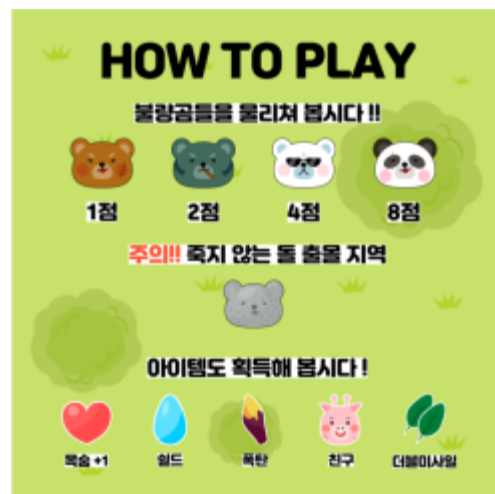 HOW TO PLAY
불량곰들을 물리쳐 봅시다 !!
1점 2점 4점 8점
주의!! 죽지 않는 돌 출몰 지역
아이템도 획득해 봅시다 !
목숨 +1 쉴드 폭탄 친구 더블미사일